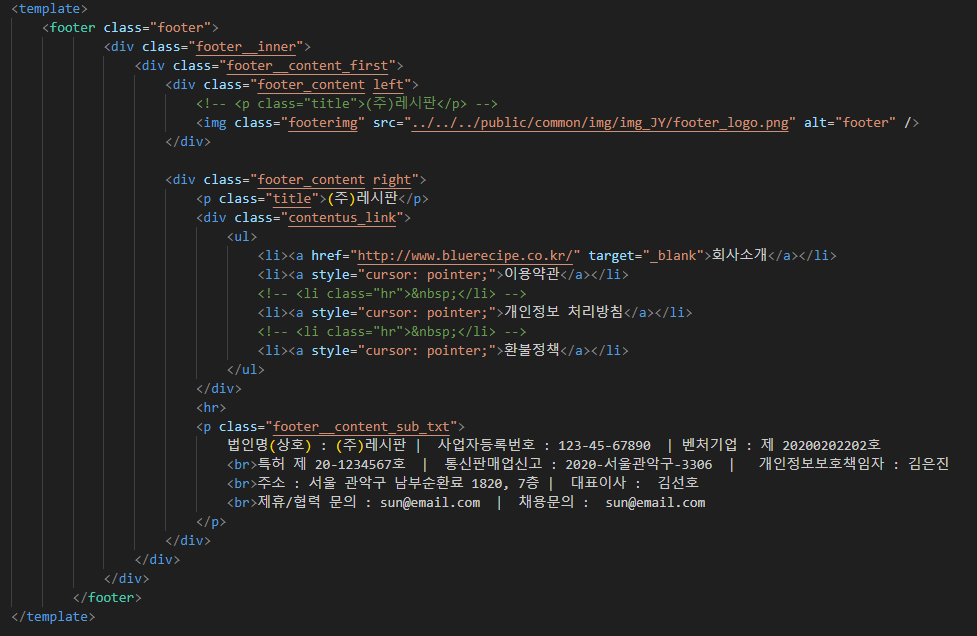 <template>
<footer class="footer">
<div class="footer__inner">
<div class="footer__content_first">
<div class="footer_content left">
<!-- <p class="title">(주)레시판</p> -->
<img class="footerimg" src="../../../public/common/img/img_JY/footer_logo.png" alt="footer" />
</div>
<div class="footer_content right">
<p class="title">(주)레시판</p>
<div class="contentus_link">
<ul>
<li><a href="http://www.bluerecipe.co.kr/" target="_blank">회사소개</a></li>
<li><a style="cursor: pointer;">이용약관</a></li>
<!-- <li class="hr">&nbsp;</li> -->
<li><a style="cursor: pointer;">개인정보 처리방침</a></li>
<!-- <li class="hr">&nbsp;</li> -->
<li><a style="cursor: pointer;">환불정책</a></li>
</ul>
</div>
<hr>
<p class="footer__content_sub_txt">
법인명(상호) : (주)레시판 |  사업자등록번호 : 123-45-67890  | 벤처기업 : 제 20200202202호
<br>특허 제 20-1234567호  |  통신판매업신고 : 2020-서울관악구-3306  |   개인정보보호책임자 : 김은진
<br>주소 : 서울 관악구 남부순환로 1820, 7층 |  대표이사 :  김선호
<br>제휴/협력 문의 : sun@email.com  |  채용문의 :  sun@email.com
</p>
</div>
</div>
</div>
</footer>
</template>